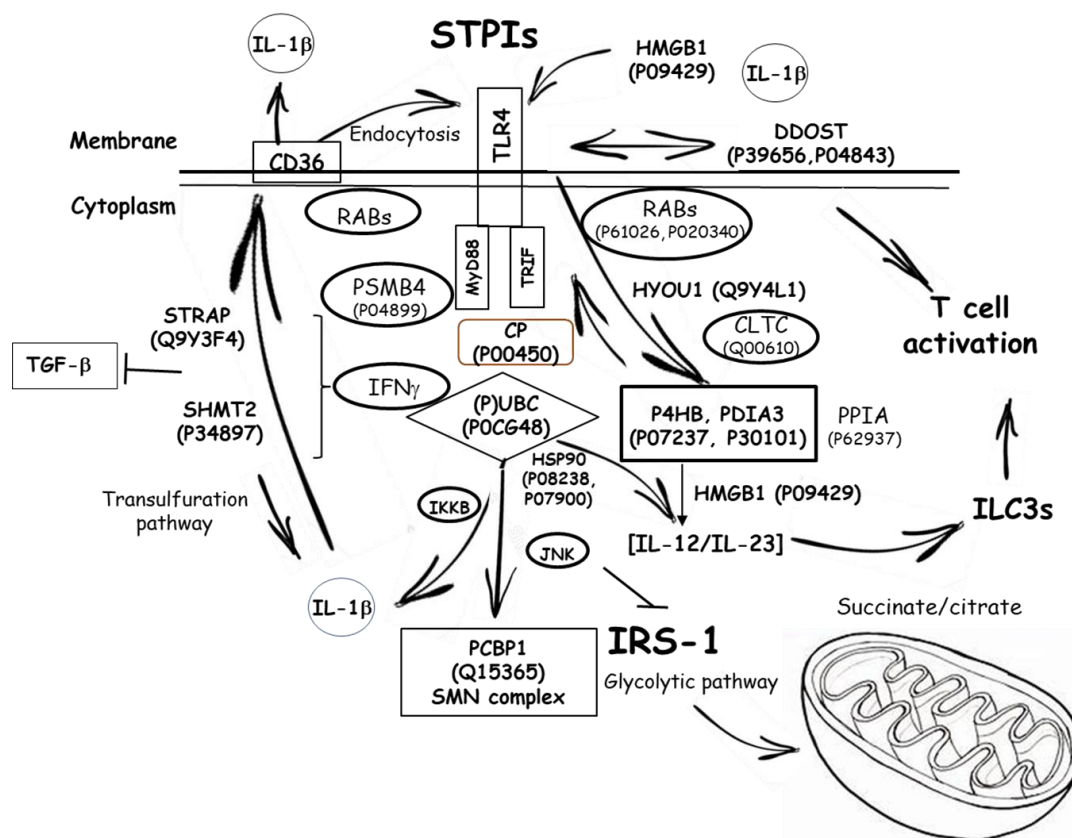 STPIs
IL-1β
HMGB1
(P09429)
IL-1β
Endocytosis
TLR4
Membrane
CD36
DDOST
(P39656,P04843)
Cytoplasm
RABs
RABs
(P61026,P020340)
MyD88
TRIF
PSMB4
(P04899)
HYOU1 (Q9Y4L1)
STRAP
(Q9Y3F4)
CP
(P00450)
CLTC
(Q00610)
T cell
activation
TGF-β
IFNγ
SHMT2
(P34897)
(P)UBC
(P0CG48)
P4HB, PDIA3
(P07237, P30101)
PPIA
(P62937)
HSP90
(P08238,
P07900)
Transulfuration
pathway
IKKB
HMGB1 (P09429)
ILC3s
JNK
[IL-12/IL-23]
IL-1β
Succinate/citrate
PCBP1
(Q15365)
SMN complex
IRS-1
Glycolytic pathway